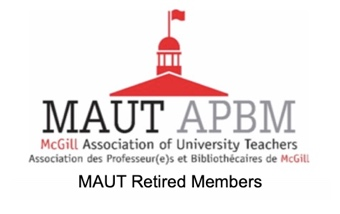 MAUT APBM
McGill Association of University Teachers
Association des Professeur(e)s et Bibliothécaires de McGill
MAUT Retired Members